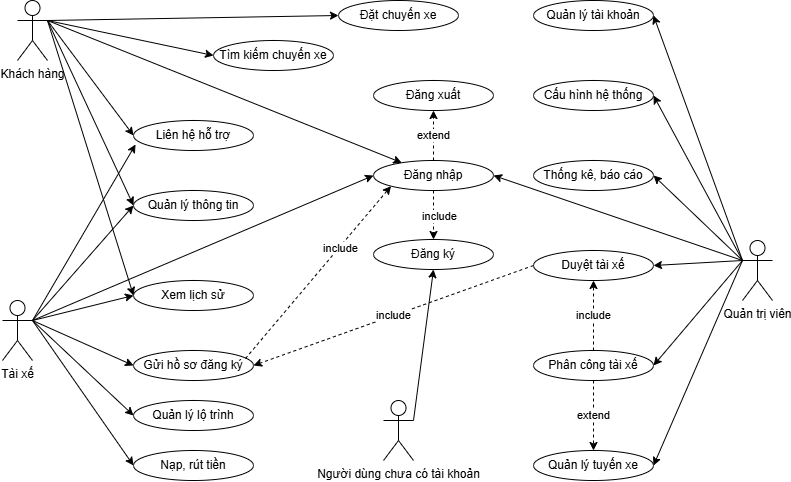 Đặt chuyến xe
Quản lý tài khoản
Tìm kiếm chuyến xe
Khách hàng
Đăng xuất
Cấu hình hệ thống
Liên hệ hỗ trợ
extend
Đăng nhập
Thống kê, báo cáo
Quản lý thông tin
include
include
Đăng ký
Duyệt tài xế
Xem lịch sử
Quản trị viên
include
include
Tài xế
Gửi hồ sơ đăng ký
Phân công tài xế
Quản lý lộ trình
extend
Nạp, rút tiền
Người dùng chưa có tài khoản
Quản lý tuyến xe